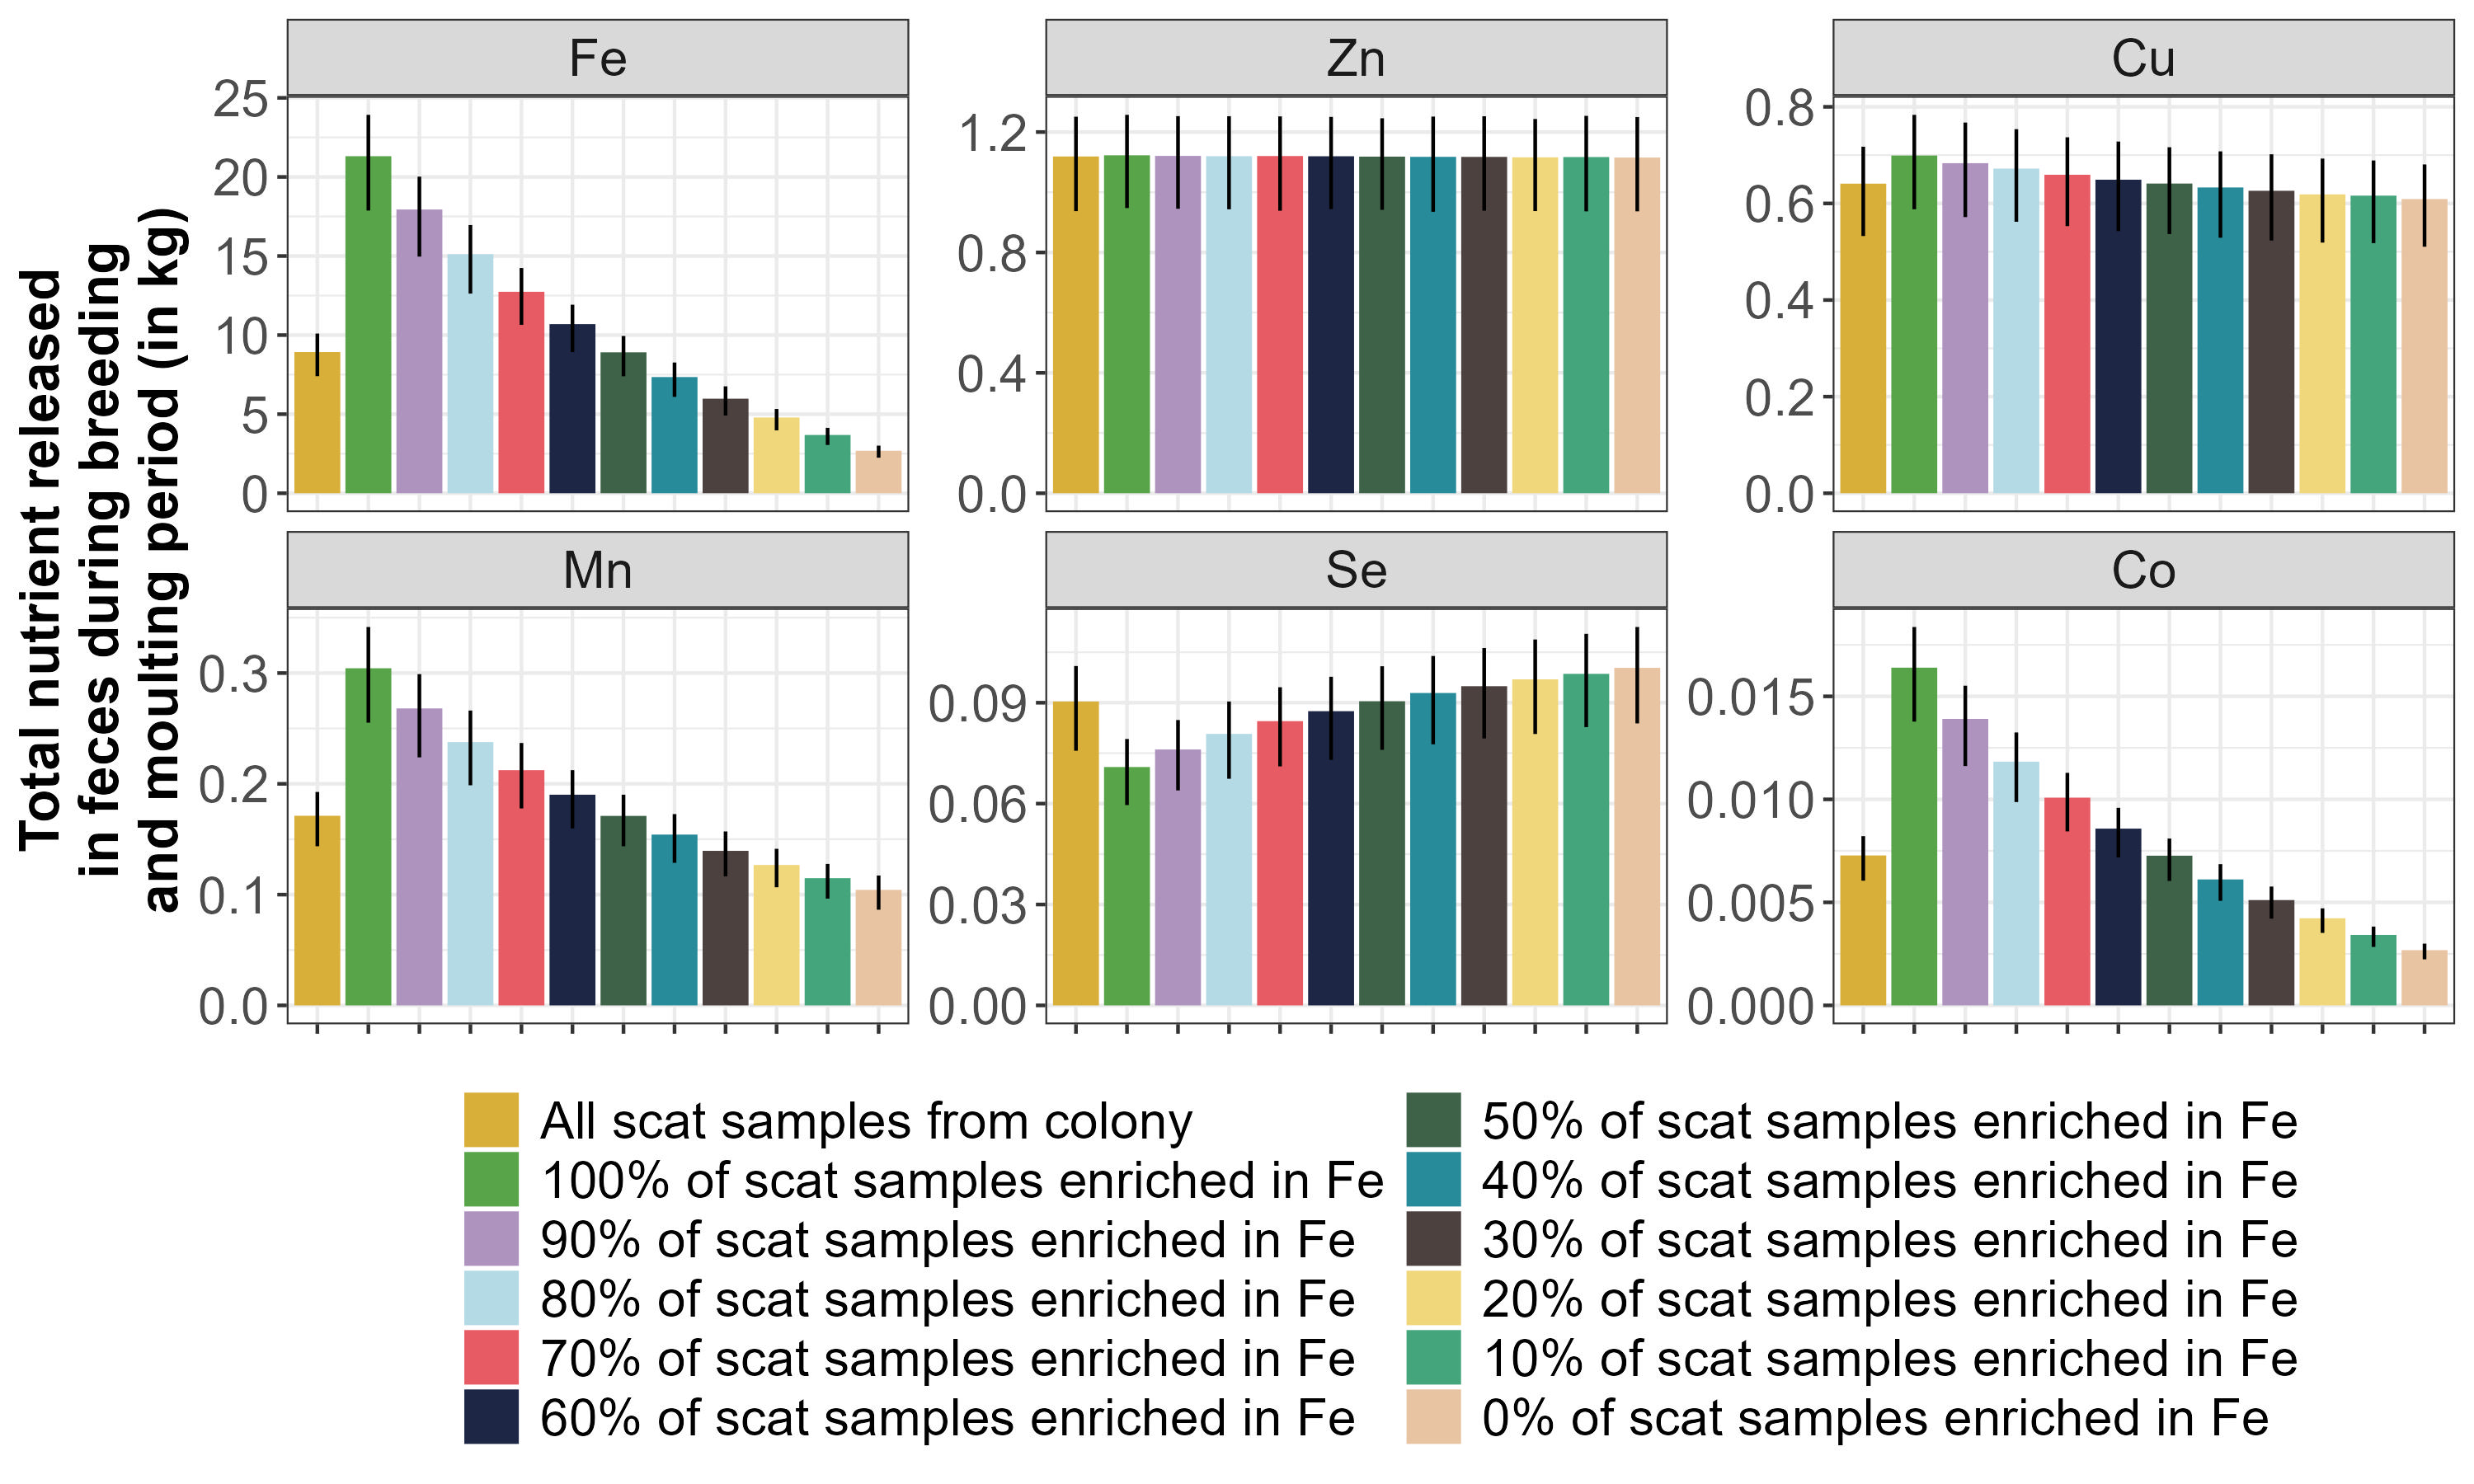 Total nutrient released
in feces during breeding
and moulting period (in kg)
Fe
25
20
15
10
5
0
Zn
1.2
0.8
0.4
0.0
Cu
0.8
0.6
0.4
0.2
0.0
Mn
0.3
0.2
0.1
0.0
Se
0.09
0.06
0.03
0.00
Co
0.015
0.010
0.005
0.000
All scat samples from colony
100% of scat samples enriched in Fe
90% of scat samples enriched in Fe
80% of scat samples enriched in Fe
70% of scat samples enriched in Fe
60% of scat samples enriched in Fe
50% of scat samples enriched in Fe
40% of scat samples enriched in Fe
30% of scat samples enriched in Fe
20% of scat samples enriched in Fe
10% of scat samples enriched in Fe
0% of scat samples enriched in Fe